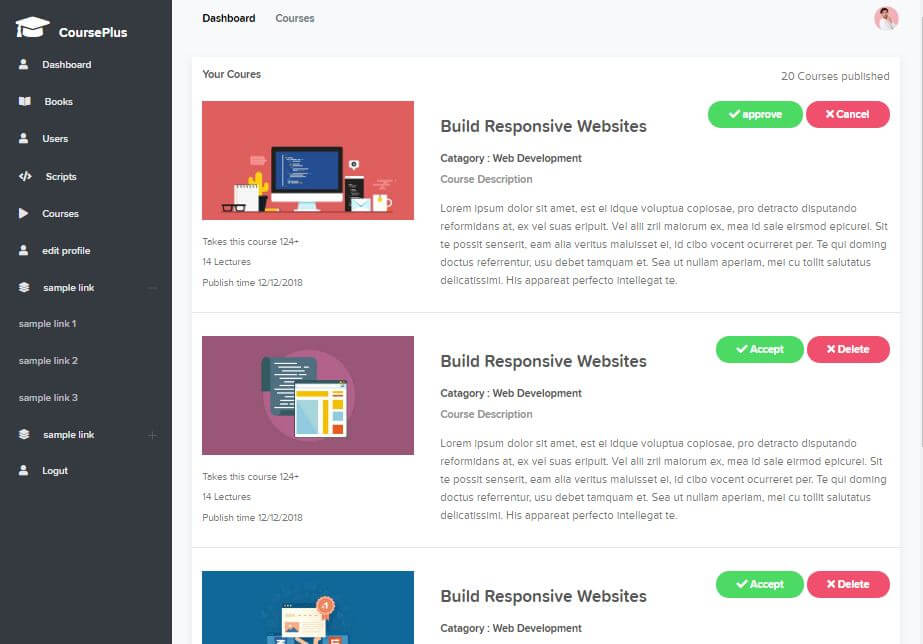 CoursePlus
Dashboard
Books
Users
Scripts
Courses
edit profile
sample link
sample link 1
sample link 2
sample link 3
sample link
Logut
Dashboard Courses
Your Coures
20 Courses published
approve Cancel
Build Responsive Websites
Catagory : Web Development
Course Description
Lorem ipsum dolor sit amet, est ei idque voluptua copiosae, pro detracto disputando
reformidans at, ex vel suas eripuit. Vel alii zril maiorum ex, mea id sale eirsmod epicurei. Sit
te possit senserit, eam alia veritus maluisset ei, id cibo vocent ocurreret per. Te qui doming
doctus referrentur, usu debet tamquam et. Sea ut nullam aperiam, mei cu tollit salutatus
delicatissimi. His appareat perfecto intellegat te.
Takes this course 124+
14 Lectures
Publish time 12/12/2018
Accept Delete
Build Responsive Websites
Catagory : Web Development
Course Description
Lorem ipsum dolor sit amet, est ei idque voluptua copiosae, pro detracto disputando
reformidans at, ex vel suas eripuit. Vel alii zril maiorum ex, mea id sale eirmod epicurei. Sit
te possit senserit, eam alia veritus maluisset ei, id cibo vocent ocurreret per. Te qui doming
doctus referrentur, usu debet tamquam et. Sea ut nullam aperiam, mei cu tollit salutatus
delicatissimi. His appareat perfecto intellegat te.
Takes this course 124+
14 Lectures
Publish time 12/12/2018
Accept Delete
Build Responsive Websites
Catagory : Web Development